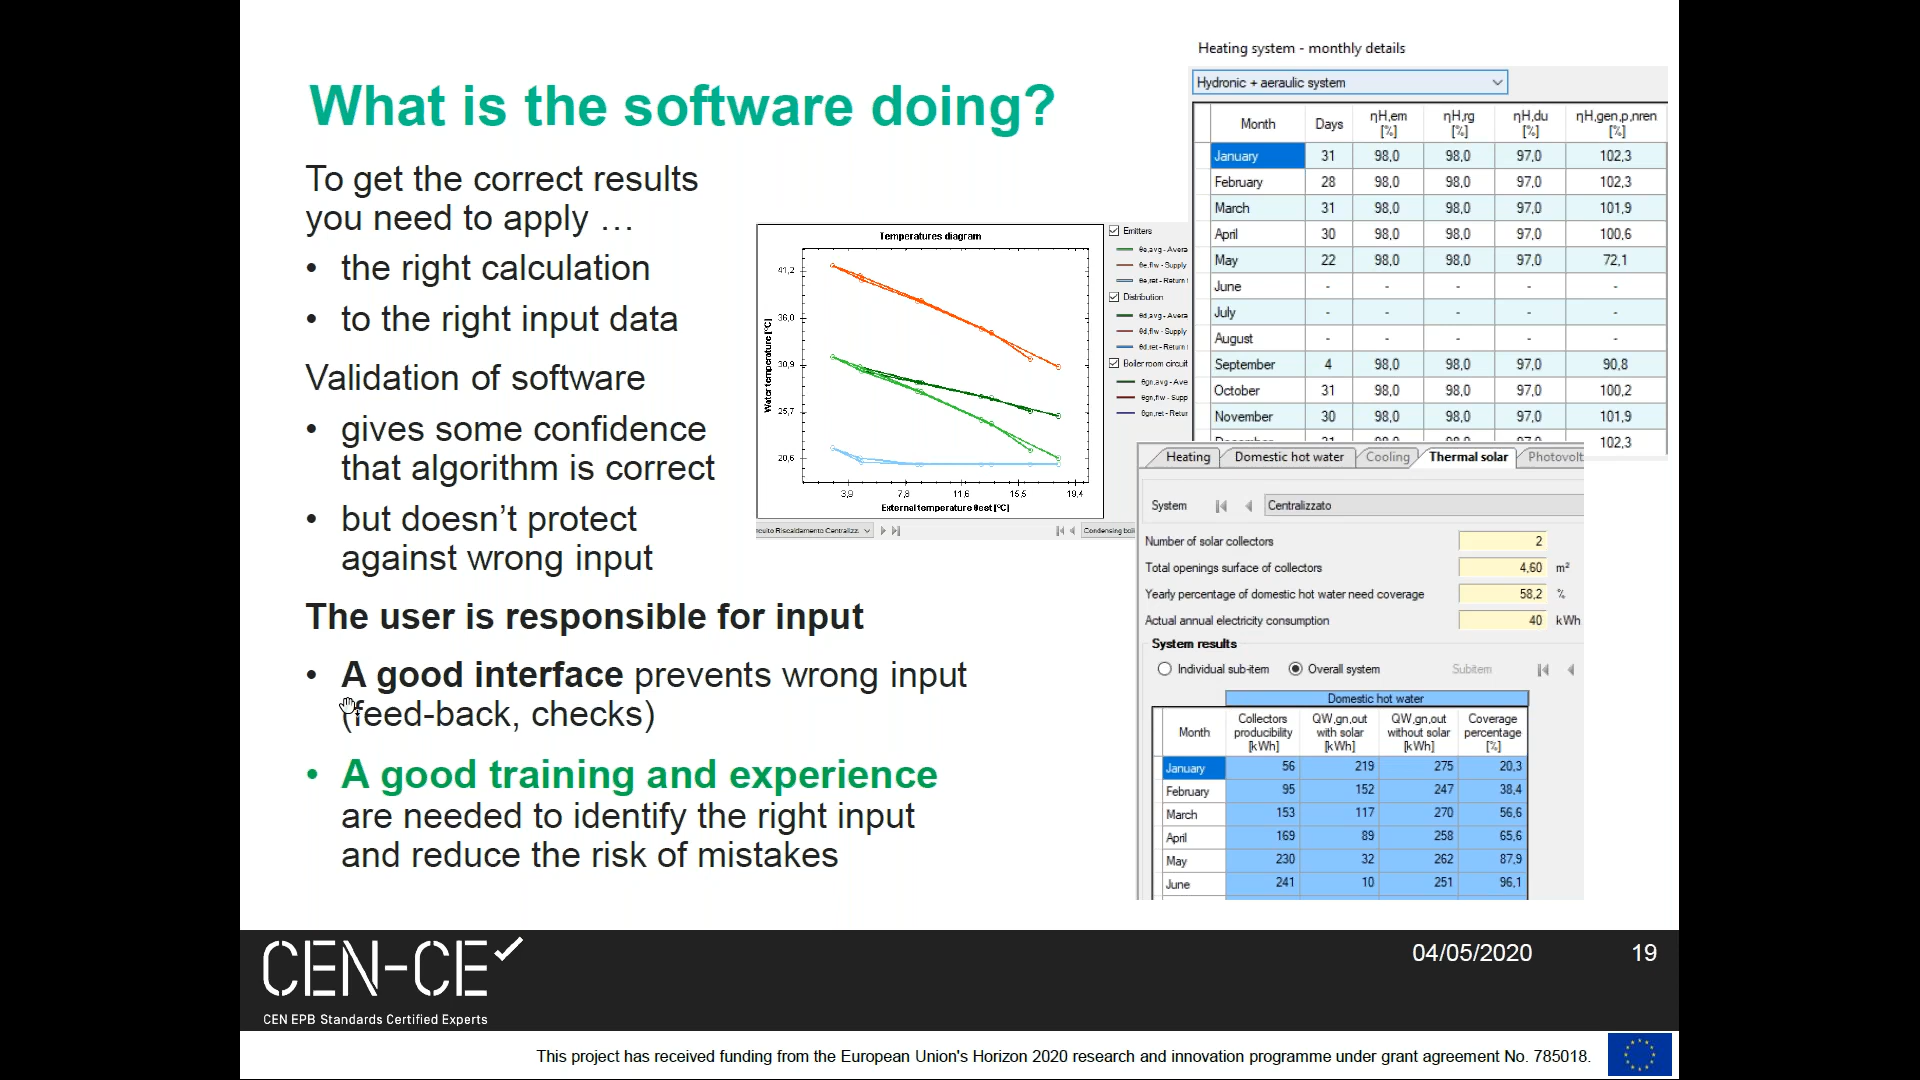 What is the software doing?
To get the correct results
you need to apply …
• the right calculation
• to the right input data
Validation of software
• gives some confidence
that algorithm is correct
• but doesn’t protect
against wrong input
The user is responsible for input
• A good interface prevents wrong input
(feed-back, checks)
• A good training and experience
are needed to identify the right input
and reduce the risk of mistakes
Temperatures diagram
Water temperature [°C]
41,2
36,0
30,9
25,7
20,6
3,9 7,8 11,6 15,5 19,4
External temperature θest [°C]
Emitters
θe,avg - Avera
θe,flw - Supply
θe,ret - Return
Distribution
θd,avg - Avera
θd,flw - Supply
θd,ret - Return
Boiler room circuit
θgn,avg - Ave
θgn,flw - Supp
θgn,ret - Retur
Riscaldamento Centralizz
Condensing boil
Heating system - monthly details
Hydronic + aeraulic system
Month Days ηH,em [%] ηH,rg [%] ηH,du [%] ηH,gen,p,nren [%]
January 31 98,0 98,0 97,0 102,3
February 28 98,0 98,0 97,0 102,3
March 31 98,0 98,0 97,0 101,9
April 30 98,0 98,0 97,0 100,6
May 22 98,0 98,0 97,0 72,1
June - - - - -
July - - - - -
August - - - - -
September 4 98,0 98,0 97,0 90,8
October 31 98,0 98,0 97,0 100,2
November 30 98,0 98,0 97,0 101,9
December 31 98,0 98,0 97,0 102,3
Heating Domestic hot water Cooling Thermal solar Photovolt
System Centralizzato
Number of solar collectors 2
Total openings surface of collectors 4,60 m²
Yearly percentage of domestic hot water need coverage 58,2 %
Actual annual electricity consumption 40 kWh
System results
Individual sub-item Overall system Subitem
Domestic hot water
Month Collectors producibility [kWh] QW,gn,out with solar [kWh] QW,gn,out without solar [kWh] Coverage percentage [%]
January 56 219 275 20,3
February 95 152 247 38,4
March 153 117 270 56,6
April 169 89 258 65,6
May 230 32 262 87,9
June 241 10 251 96,1
CEN-CE
CEN EPB Standards Certified Experts
04/05/2020 19
This project has received funding from the European Union's Horizon 2020 research and innovation programme under grant agreement No. 785018.